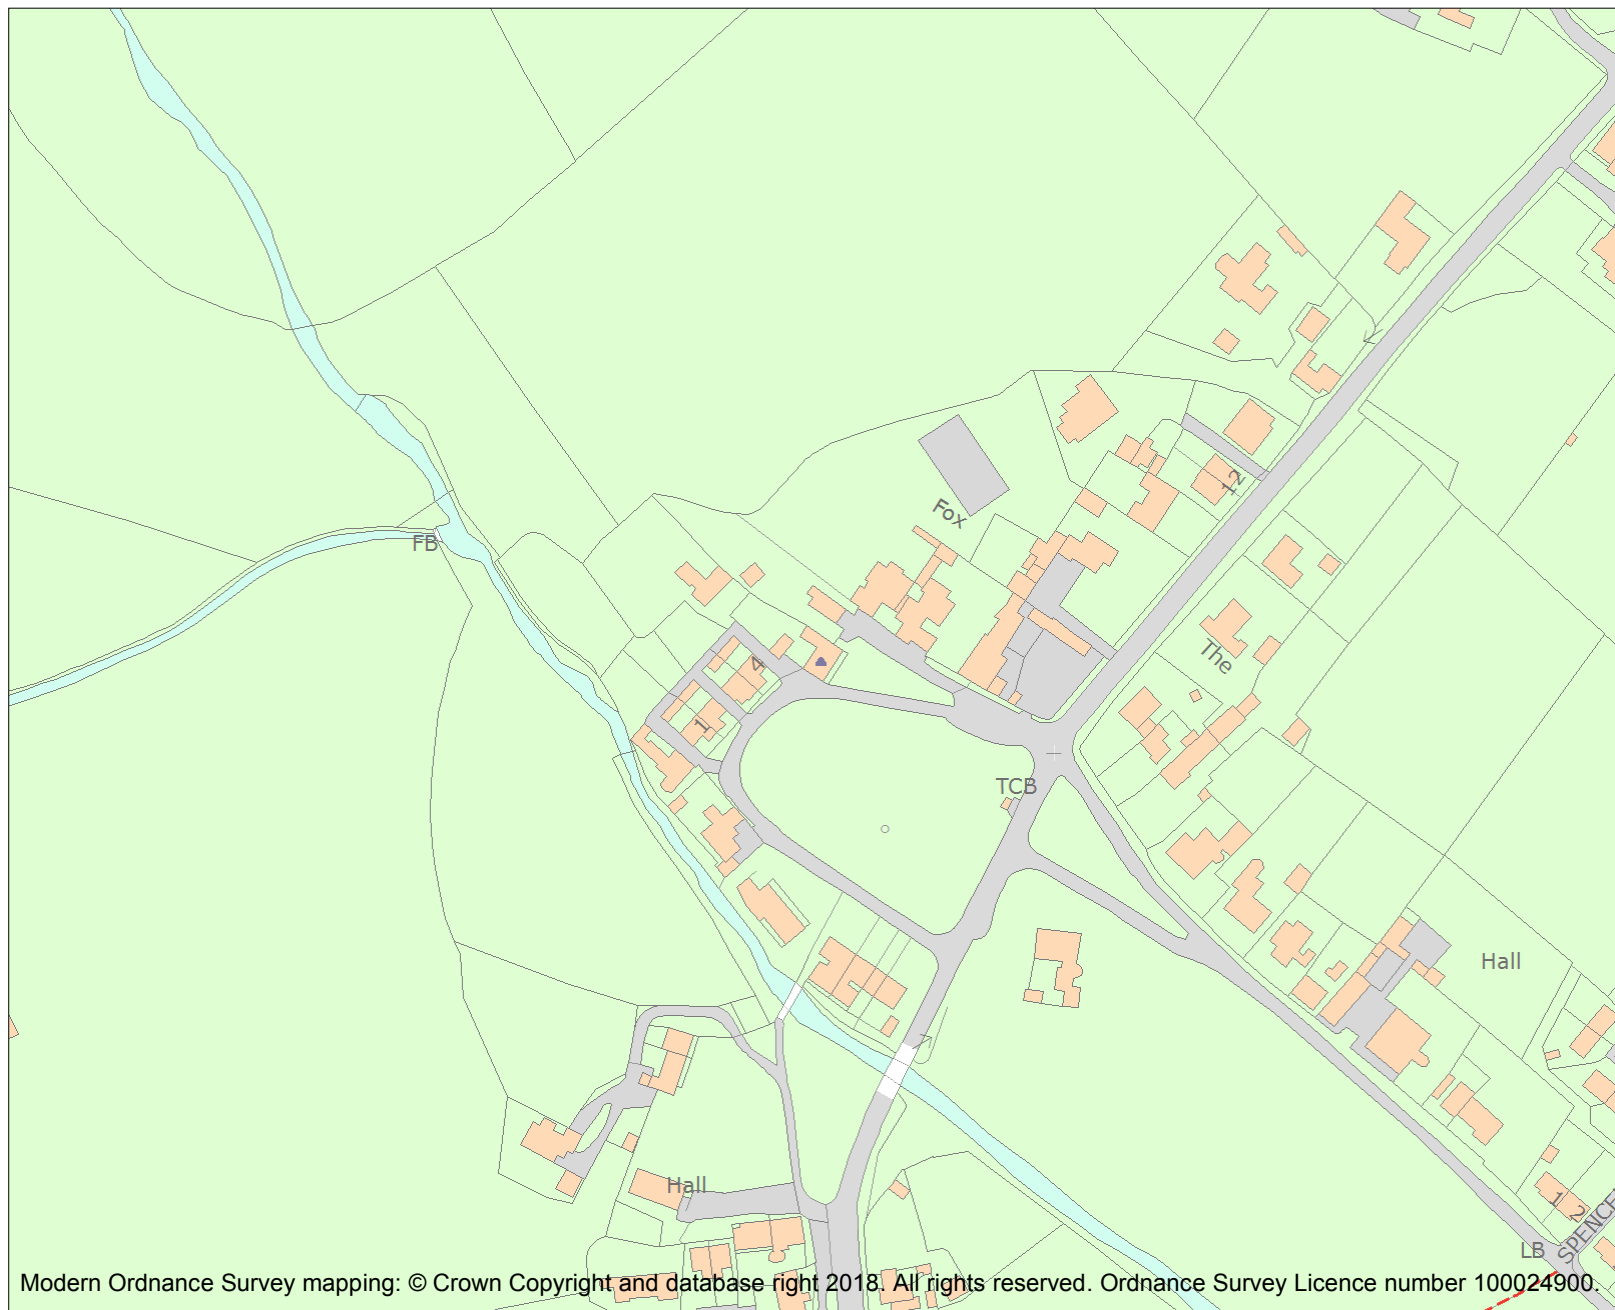 12
Fox
FB
The
4
1
TCB
Hall
Hall
1
2
SPENCE
LB
Modern Ordnance Survey mapping: © Crown Copyright and database right 2018. All rights reserved. Ordnance Survey Licence number 100024900.